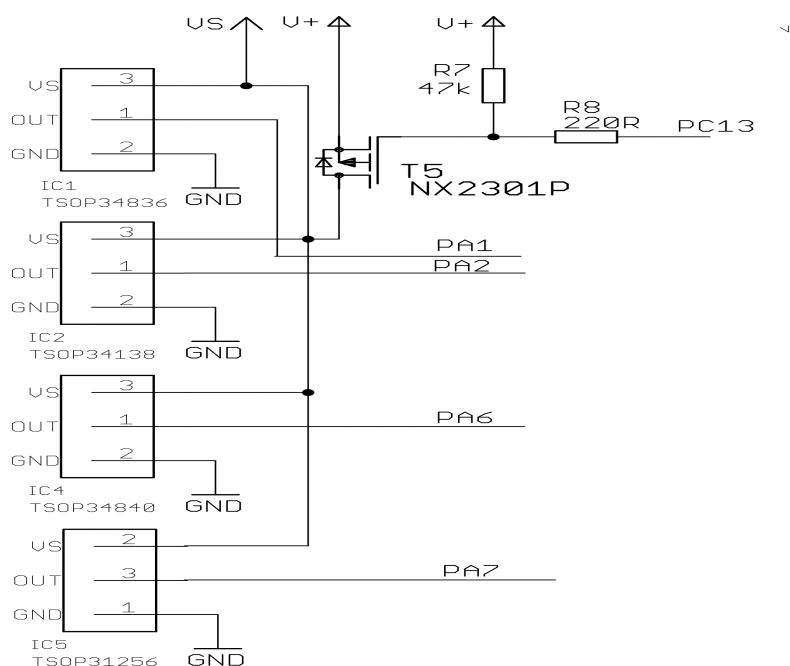 VS V+ V+
R7
47k
R8
220R
PC13
T5
NX2301P
VS 3
OUT 1
GND 2
GND
IC1
TSOP34836
VS 3
OUT 1
GND 2
GND
PA1
PA2
IC2
TSOP34138
VS 3
OUT 1
GND 2
GND
PA6
IC4
TSOP34840
VS 2
OUT 3
GND 1
GND
PA7
IC5
TSOP31256